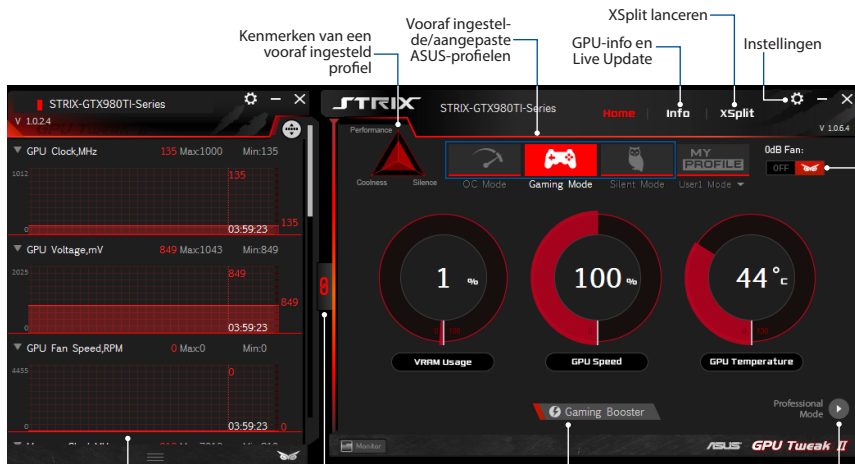 XSplit lanceren
Vooraf ingestel-
de/aangepaste
ASUS-profielen
Kenmerken van een
vooraf ingesteld
profiel
GPU-info en
Live Update
Instellingen
STRIX-GTX980TI-Series
V 1.0.2.4
GPU Clock,MHz 135 Max:1000 Min:135
1012
135
135
0
03:59:23
GPU Voltage,mV 849 Max:1043 Min:849
2025
849
849
0
03:59:23
GPU Fan Speed,RPM 0 Max:0 Min:0
4455
0
0
0
03:59:23
STRIX
STRIX-GTX980TI-Series
Home Info XSplit
V 1.0.6.4
Performance
Coolness Silence
OC Mode
Gaming Mode
Silent Mode
MY
PROFILE
User1 Mode
0dB Fan:
OFF
1 %
VRAM Usage
100 %
GPU Speed
44°c
GPU Temperature
Gaming Booster
Professional
Mode
Monitor
ASUS GPU Tweak II